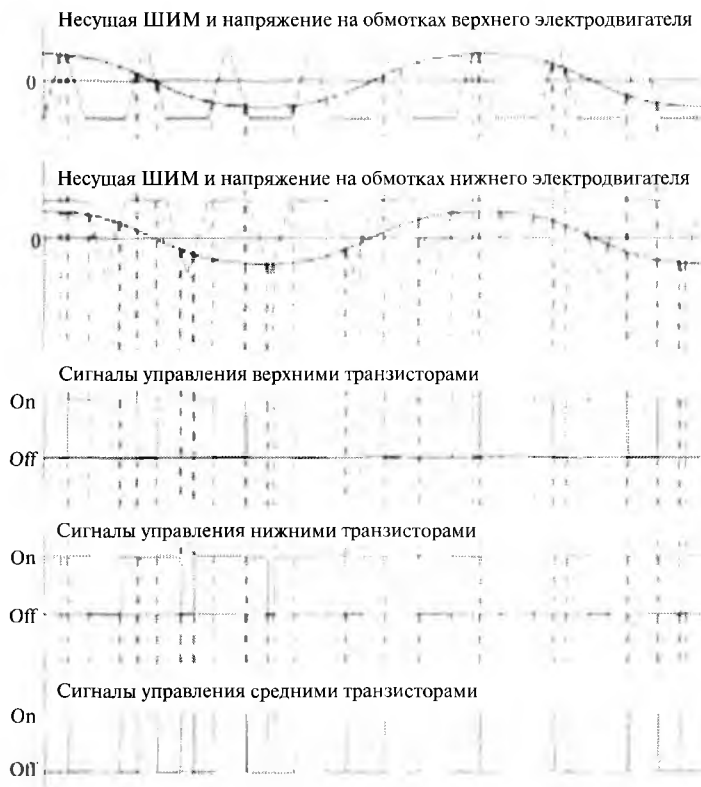 Несущая ШИМ и напряжение на обмотках верхнего электродвигателя
0
Несущая ШИМ и напряжение на обмотках нижнего электродвигателя
0
Сигналы управления верхними транзисторами
On
Off
Сигналы управления нижними транзисторами
On
Off
Сигналы управления средними транзисторами
On
Off